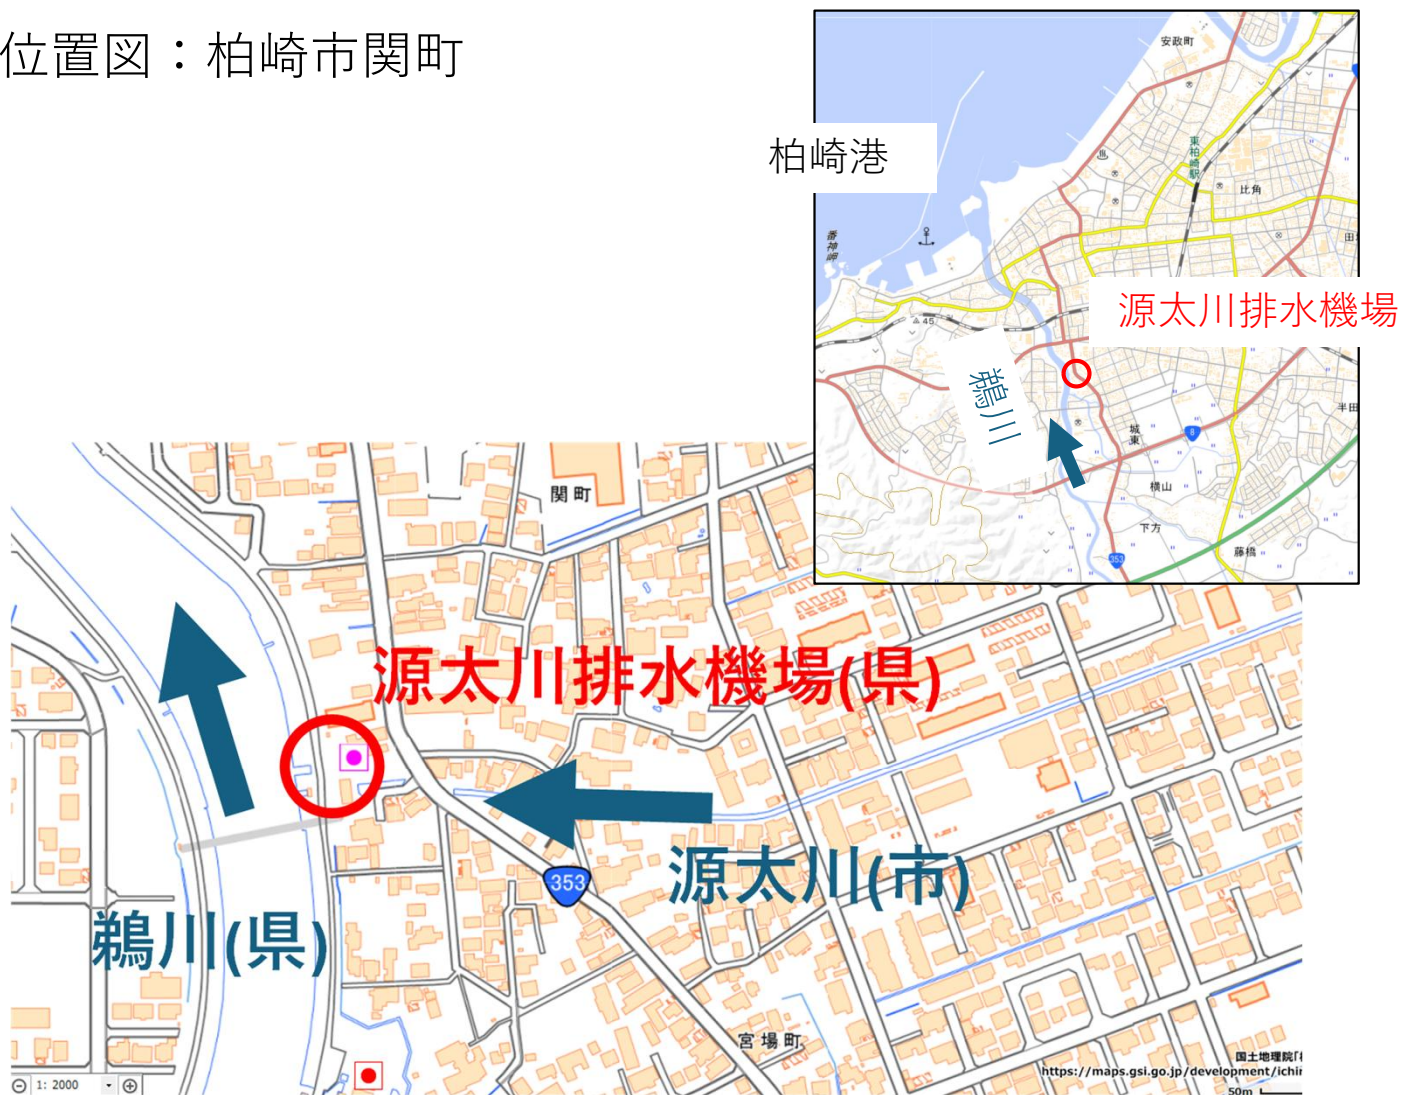 位置図：柏崎市関町
安政町
柏崎港
東柏崎駅
比角
番神岬
源太川排水機場
45
鵜川
半田
城東
8
横山
下方
353
藤橋
関町
源太川排水機場(県)
353
源太川(市)
鵜川(県)
宮場町
国土地理院「
https://maps.gsi.go.jp/development/ichi
1: 2000
50m